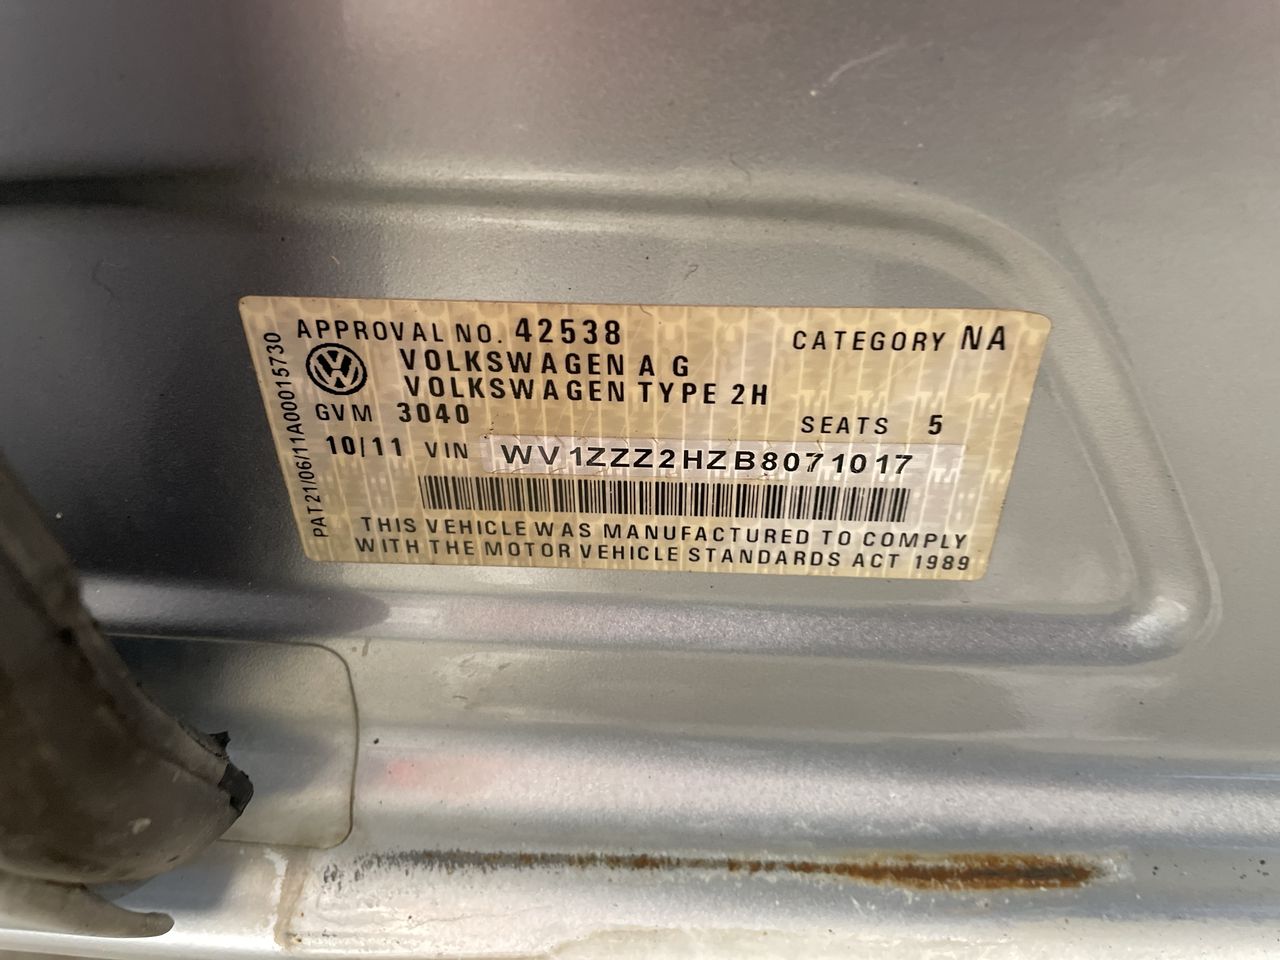 APPROVAL NO. 42538 CATEGORY NA
VOLKSWAGEN A G
VOLKSWAGEN TYPE 2H
GVM 3040 SEATS 5
10/11 VIN WV1ZZZ2HZB8071017
THIS VEHICLE WAS MANUFACTURED TO COMPLY
WITH THE MOTOR VEHICLE STANDARDS ACT 1989
PAT21/06/11A00015730